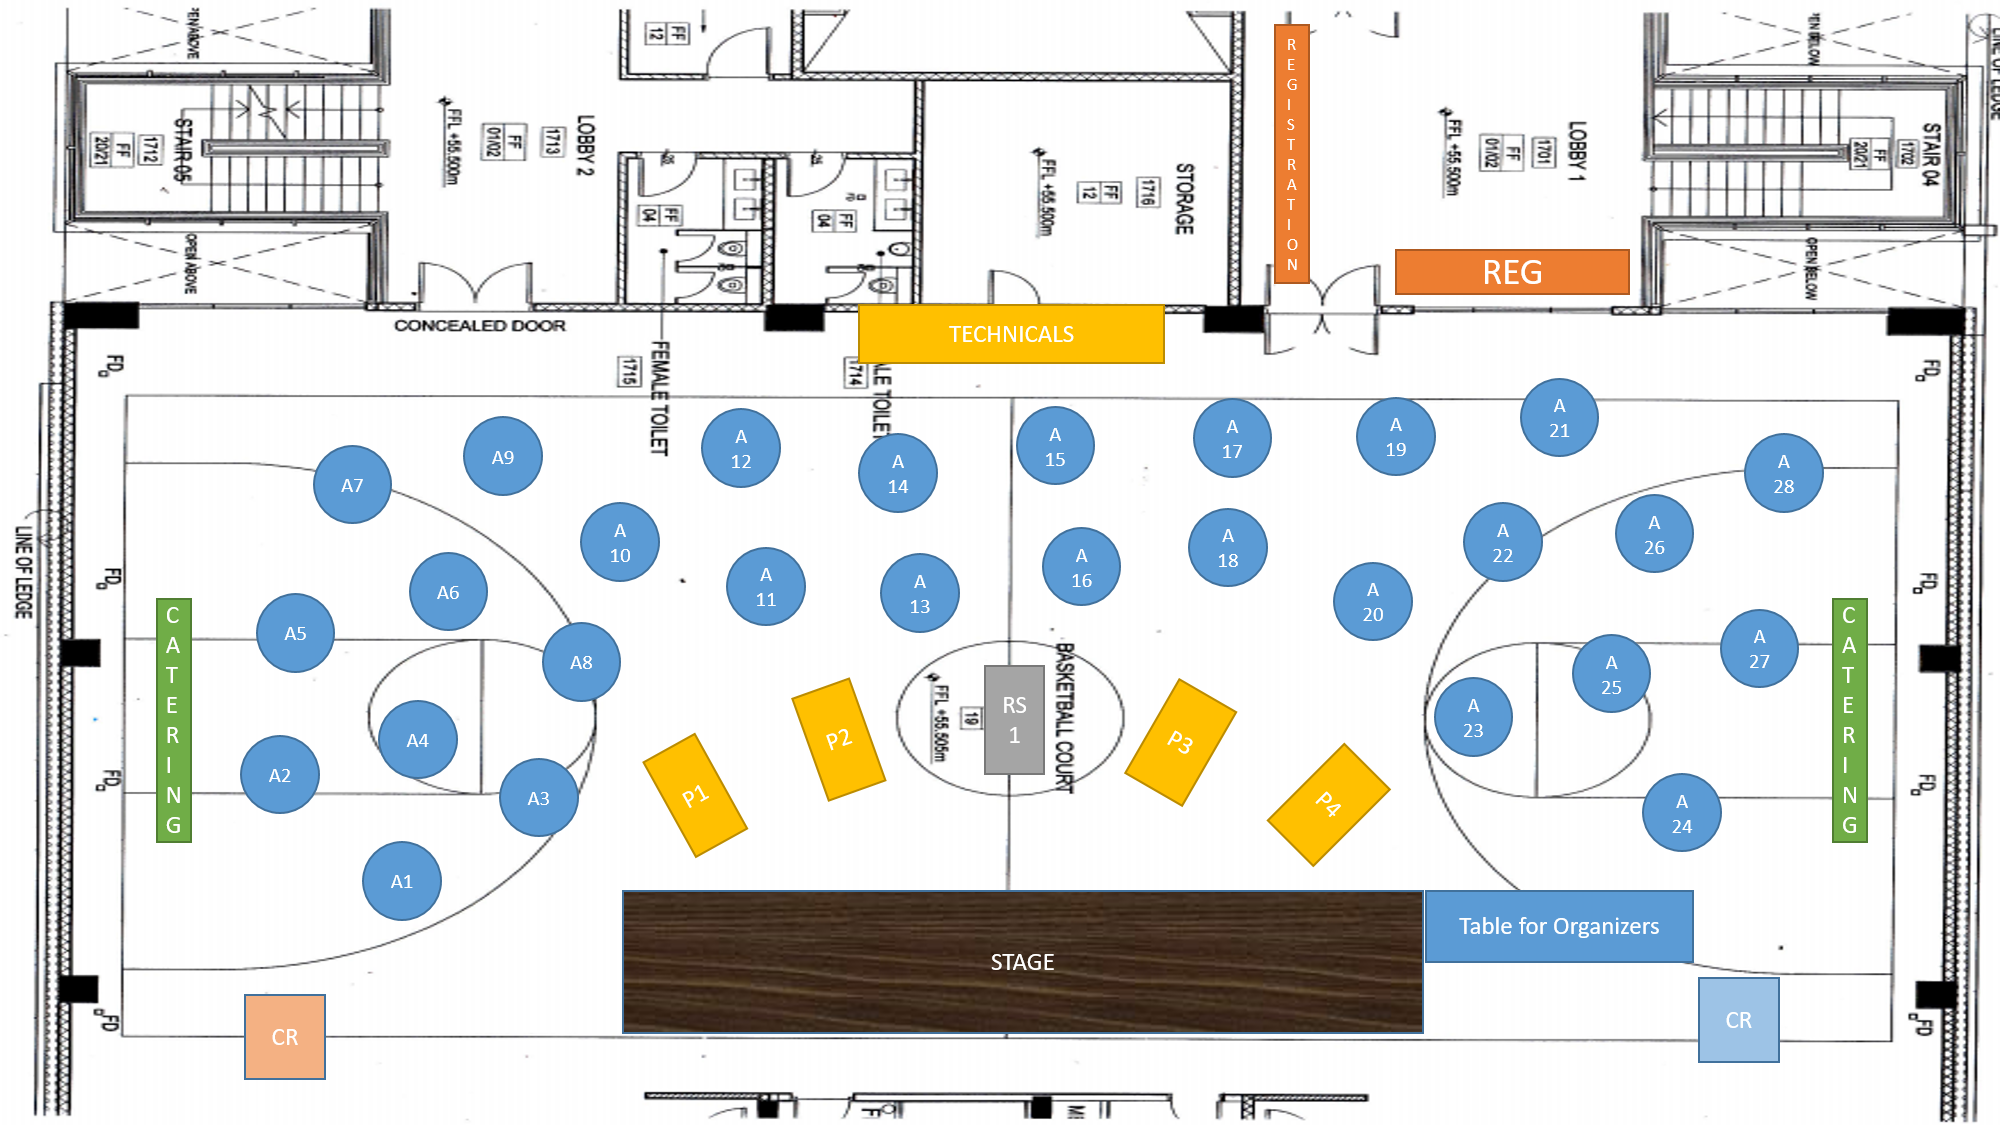 OPEN ABOVE
FF
12
REGISTRATION
OPEN BELOW
LINE OF LEDGE
STAIR 05
1712
FF
20/21
FFL +55.500m
LOBBY 2
1713
FF
01/02
FF
04
FF
04
FFL +55.500m
STORAGE
1716
FF
12
LOBBY 1
1701
FF
01/02
FFL +55.500m
STAIR 04
1702
FF
20/21
OPEN ABOVE
OPEN BELOW
REG
CONCEALED DOOR
TECHNICALS
FD
FEMALE TOILET
1715
1714
FD
A7
A9
A
12
A
14
A
15
A
17
A
19
A
21
A
28
LINE OF LEDGE
FD
A6
A
10
A
11
A
13
A
16
A
18
A
20
A
22
A
26
FD
CATERING
A5
A8
A4
A2
A3
A1
FD
P1
P2
FFL +55.505m
19
RS
1
BASKETBALL COURT
P3
P4
A
23
A
25
A
27
A
24
CATERING
FD
STAGE
Table for Organizers
FD
CR
CR
FD